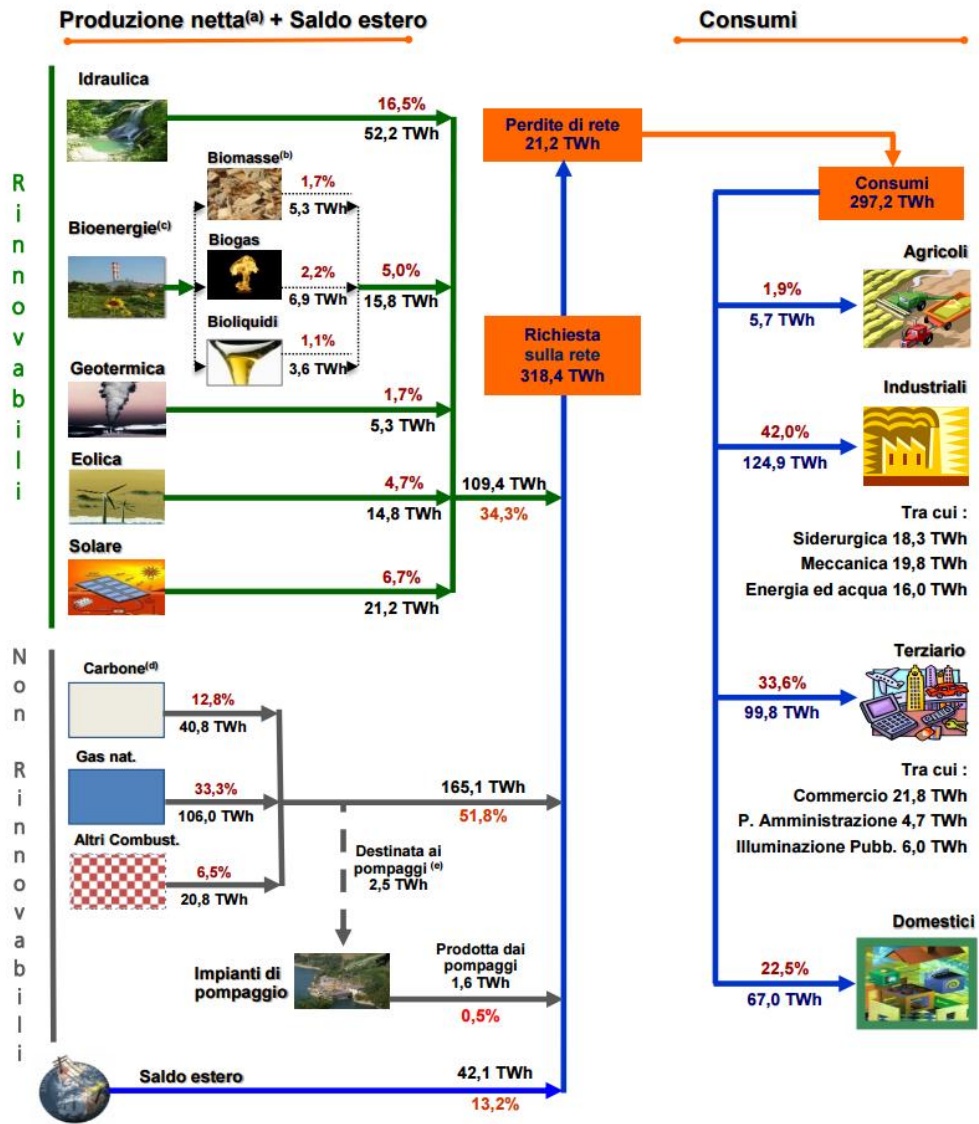 Produzione netta(a) + Saldo estero
Consumi
Rinnovabili
Idraulica
16,5%
52,2 TWh
Biomasse(b)
1,7%
5,3 TWh
Bioenergie(c)
Biogas
2,2%
6,9 TWh
5,0%
15,8 TWh
Bioliquidi
1,1%
3,6 TWh
Geotermica
1,7%
5,3 TWh
Eolica
4,7%
14,8 TWh
109,4 TWh
34,3%
Solare
6,7%
21,2 TWh
Non Rinnovabili
Carbone(d)
12,8%
40,8 TWh
Gas nat.
33,3%
106,0 TWh
165,1 TWh
51,8%
Altri Combust.
6,5%
20,8 TWh
Destinata ai
pompaggi (e)
2,5 TWh
Impianti di
pompaggio
Prodotta dai
pompaggi
1,6 TWh
0,5%
Saldo estero
42,1 TWh
13,2%
Perdite di rete
21,2 TWh
Richiesta
sulla rete
318,4 TWh
Consumi
297,2 TWh
Agricoli
1,9%
5,7 TWh
Industriali
42,0%
124,9 TWh
Tra cui :
Siderurgica 18,3 TWh
Meccanica 19,8 TWh
Energia ed acqua 16,0 TWh
Terziario
33,6%
99,8 TWh
Tra cui :
Commercio 21,8 TWh
P. Amministrazione 4,7 TWh
Illuminazione Pubb. 6,0 TWh
Domestici
22,5%
67,0 TWh